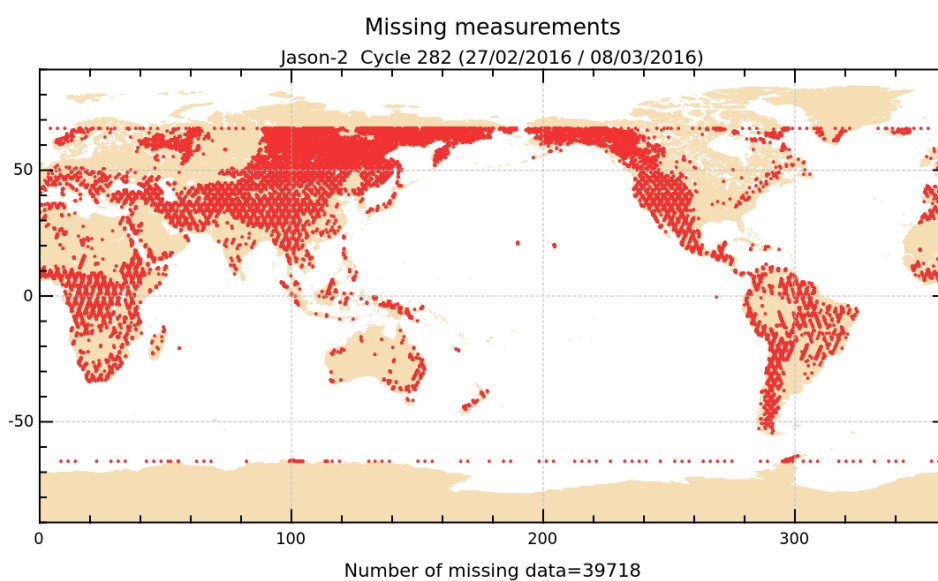 Missing measurements
Jason-2 Cycle 282 (27/02/2016 / 08/03/2016)
50
0
-50
0 100 200 300
Number of missing data=39718